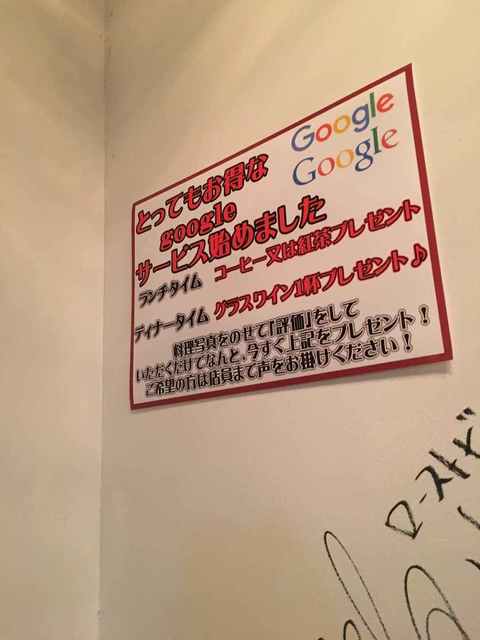 Google
Google
とってもお得な
google
サービス始めました
ランチタイム コーヒー又は紅茶プレゼント
ディナータイム グラスワイン1杯プレゼント♪
料理写真をのせて「評価」をして
いただくだけでなんと、今すぐ上記をプレゼント！
ご希望の方は店員まで声をお掛けください！
ローストビ